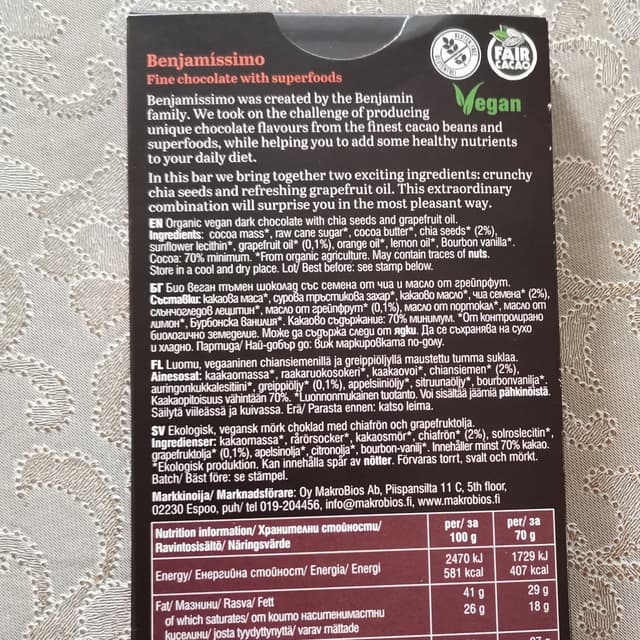 Benjamíssimo
Fine chocolate with superfoods
GLUTEN FREE
FAIR
CACAO
Vegan
Benjamissimo was created by the Benjamin
family. We took on the challenge of producing
unique chocolate flavours from the finest cacao beans and
superfoods, while helping you to add some healthy nutrients
to your daily diet.
In this bar we bring together two exciting ingredients: crunchy
chia seeds and refreshing grapefruit oil. This extraordinary
combination will surprise you in the most pleasant way.
EN Organic vegan dark chocolate with chia seeds and grapefruit oil.
Ingredients: cocoa mass*, raw cane sugar*, cocoa butter*, chia seeds* (2%),
sunflower lecithin*, grapefruit oil* (0,1%), orange oil*, lemon oil*, Bourbon vanilla*.
Cocoa: 70% minimum. *From organic agriculture. May contain traces of nuts.
Store in a cool and dry place. Lot/ Best before: see stamp below.
БГ Био веган тъмен шоколад със семена от чиа и масло от грейпфрут.
Съставки: какаова маса*, сурова тръстикова захар*, какаово масло*, чиа семена* (2%),
слънчогледов лецитин*, масло от грейпфрут* (0,1%), масло от портокал*, масло от
лимон*, Бурбонска ванилия*. Какаово съдържание: 70% минимум. *От контролирано
биологично земеделие. Може да съдържа следи от ядки. Да се съхранява на сухо
и хладно. Партида/ Най-добър до: виж маркировката по-долу.
FL Luomu, vegaaninen chiansiemenillä ja greippiöljyllä maustettu tumma suklaa.
Ainesosat: kaakaomassa*, raakaruokosokeri*, kaakaovoi*, chiansiemen* (2%),
auringonkukkalesitiini*, greippiöljy* (0,1%), appelsiiniöljy*, sitruunaöljy*, bourbonvanilja*.
Kaakaopitoisuus vähintään 70%. *Luonnonmukainen tuotanto. Voi sisältää jäämiä pähkinöistä.
Säilytä viileässä ja kuivassa. Erä/ Parasta ennen: katso leima.
SV Ekologisk, vegansk mörk choklad med chiafrön och grapefruktolja.
Ingredienser: kakaomassa*, rårörsocker*, kakaosmör*, chiafrön* (2%), solroslecitin*,
grapefruktolja* (0,1%), apelsinolja*, citronolja*, bourbon-vanilj*. Innehåller minst 70% kakao.
*Ekologisk produktion. Kan innehålla spår av nötter. Förvaras torrt, svalt och mörkt.
Batch/ Bäst före: se stämpel.
Markkinoija/ Marknadsförare: Oy MakroBios Ab, Piispansilta 11 C, 5th floor,
02230 Espoo, puh/ tel 019-204456, info@makrobios.fi, www.makrobios.fi
Nutrition information/ Хранителни стойности/ per/ за per/ за
Ravintosisältö/ Näringsvärde 100 g 70 g
Energy/ Енергийна стойност/ Energia/ Energi 2470 kJ 1729 kJ
581 kcal 407 kcal
Fat/ Мазнини/ Rasva/ Fett 41 g 29 g
of which saturates/ от които наситенимастни 26 g 18 g
киселини/ josta tyydyttynyttä/ varav mättade